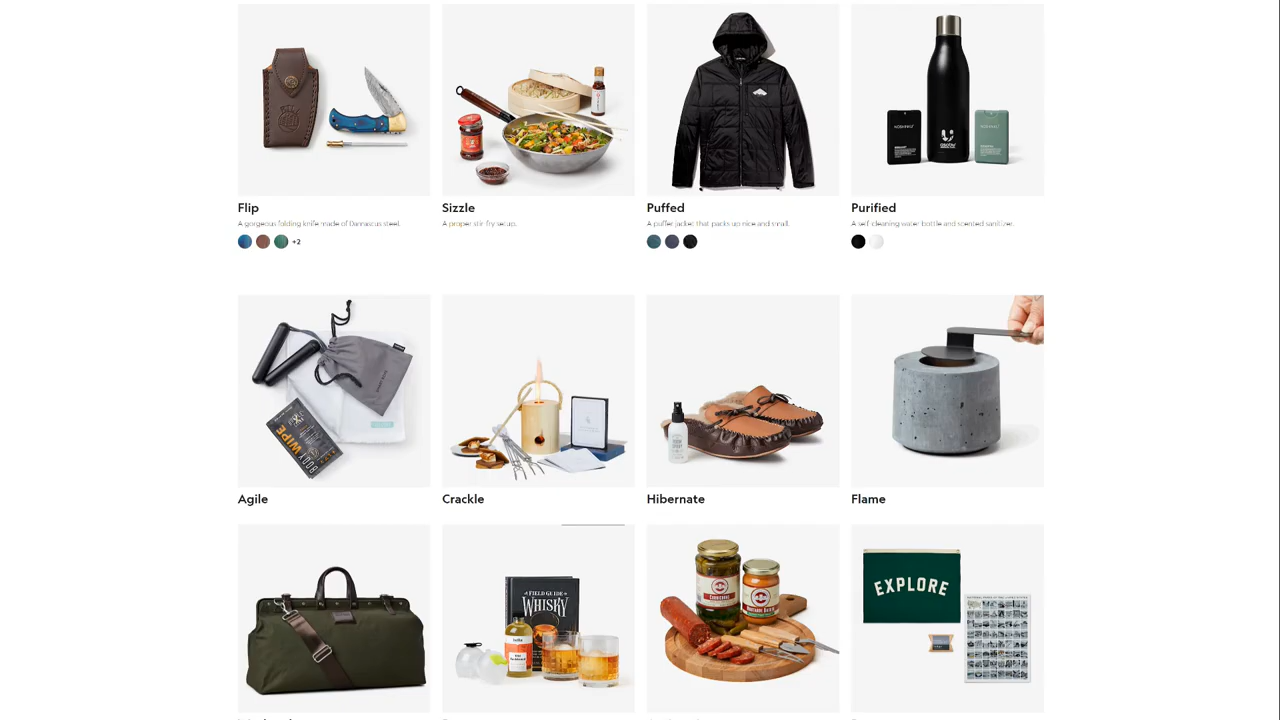 Flip
Sizzle
Puffed
Purified
A gorgeous folding knife made of Damascus steel.
A proper stir fry setup.
A puffer jacket that packs up nice and small.
A self cleaning water bottle and scented sanitizer.
+2
BODY
WIPE
Agile
Crackle
Hibernate
Flame
FIELD GUIDE
WHISKY
EXPLORE